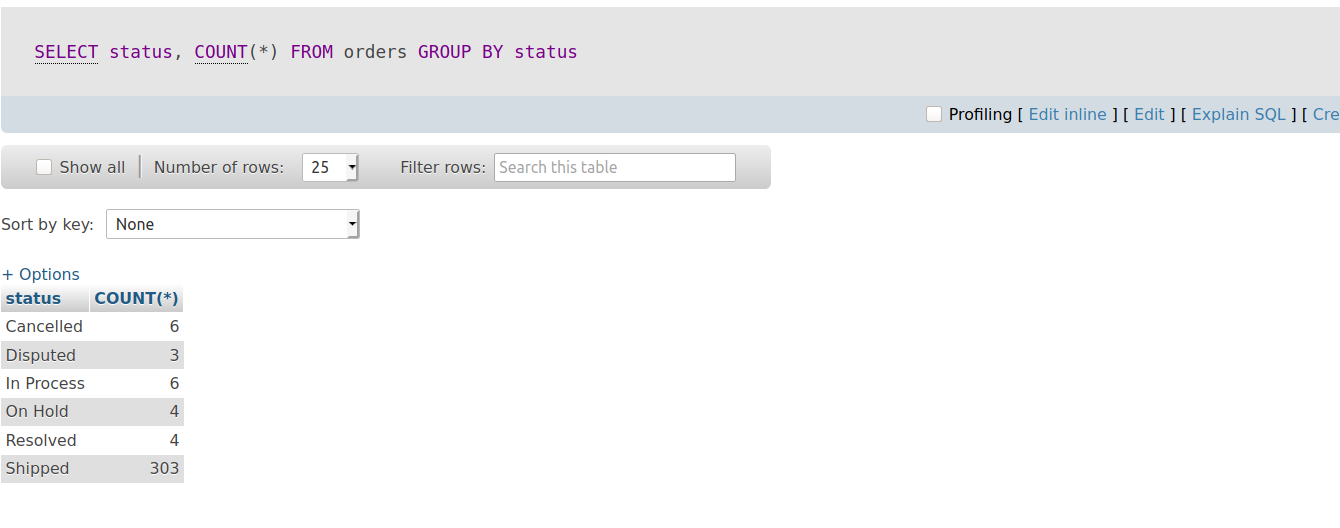 SELECT status, COUNT(*) FROM orders GROUP BY status
Profiling [ Edit inline ] [ Edit ] [ Explain SQL ] [ Cre
Show all Number of rows: 25 Filter rows: Search this table
Sort by key: None
+ Options
status COUNT(*)
Cancelled 6
Disputed 3
In Process 6
On Hold 4
Resolved 4
Shipped 303